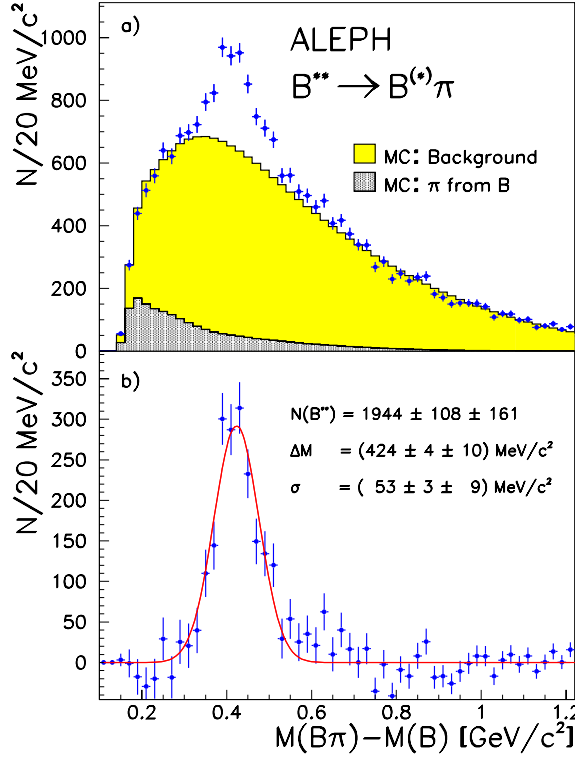 a)
ALEPH
B** → B(*)π
MC: Background
MC: π from B
N/20 MeV/c²
1000
800
600
400
200
0
b)
N(B**) = 1944 ± 108 ± 161
ΔM = (424 ± 4 ± 10) MeV/c²
σ = ( 53 ± 3 ± 9) MeV/c²
N/20 MeV/c²
350
300
250
200
150
100
50
0
0.2 0.4 0.6 0.8 1 1.2
M(Bπ)−M(B) [GeV/c²]